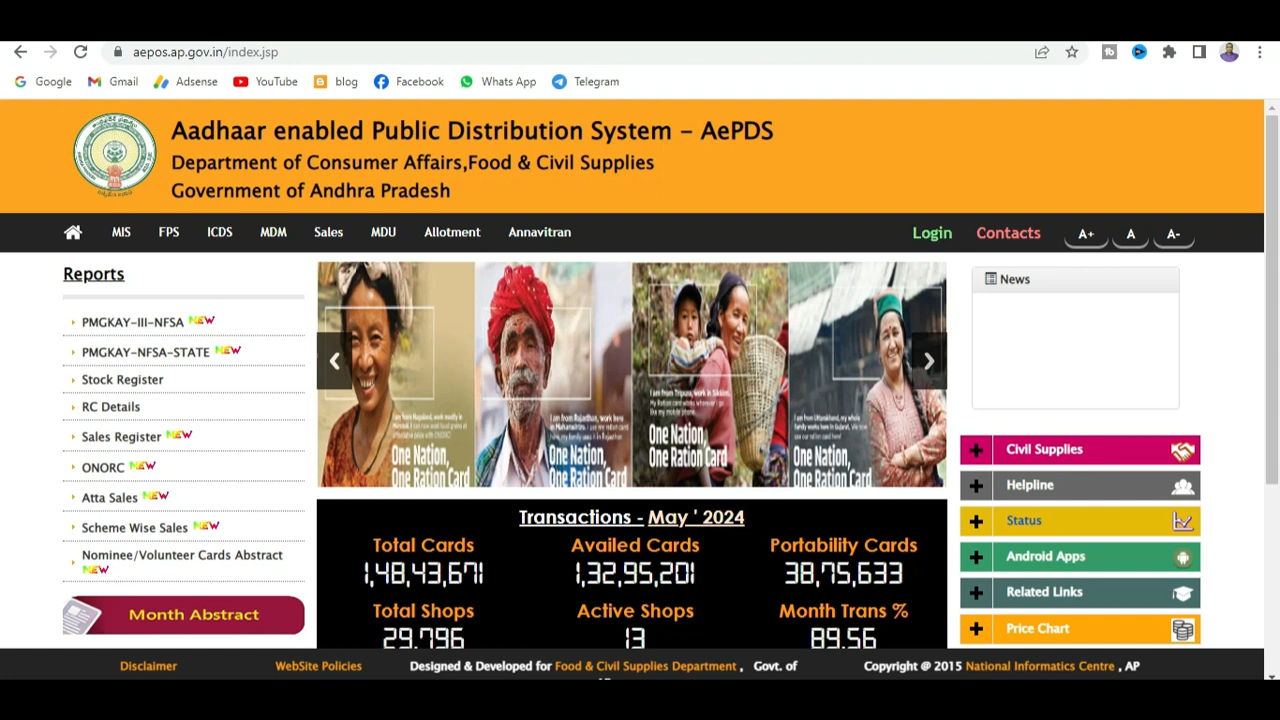 aepos.ap.gov.in/index.jsp
Google Gmail Adsense YouTube blog Facebook Whats App Telegram
Aadhaar enabled Public Distribution System - AePDS
Department of Consumer Affairs,Food & Civil Supplies
Government of Andhra Pradesh
MIS FPS ICDS MDM Sales MDU Allotment Annavitran Login Contacts A+ A A-
Reports
PMGKAY-III-NFSA NEW
PMGKAY-NFSA-STATE NEW
Stock Register
RC Details
Sales Register NEW
ONORC NEW
Atta Sales NEW
Scheme Wise Sales NEW
Nominee/Volunteer Cards Abstract
NEW
Month Abstract
One Nation,
One Ration Card
One Nation,
One Ration Card
One Nation,
One Ration Card
One Nation,
One Ration Card
Transactions - May ' 2024
Total Cards Availed Cards Portability Cards
1,48,43,671 1,32,95,201 38,75,633
Total Shops Active Shops Month Trans %
29,796 13 89.56
News
Civil Supplies
Helpline
Status
Android Apps
Related Links
Price Chart
Disclaimer WebSite Policies Designed & Developed for Food & Civil Supplies Department , Govt. of Copyright @ 2015 National Informatics Centre , AP